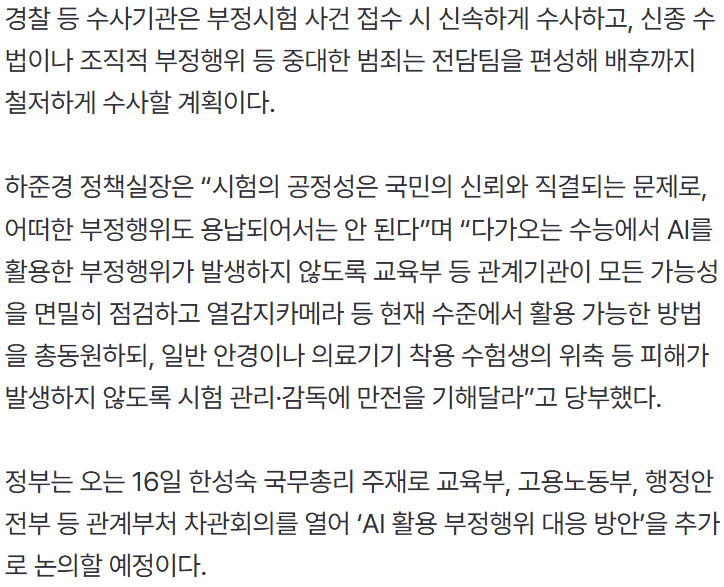 경찰 등 수사기관은 부정시험 사건 접수 시 신속하게 수사하고, 신종 수
법이나 조직적 부정행위 등 중대한 범죄는 전담팀을 편성해 배후까지
철저하게 수사할 계획이다.
하준경 정책실장은 “시험의 공정성은 국민의 신뢰와 직결되는 문제로,
어떠한 부정행위도 용납되어서는 안 된다”며 “다가오는 수능에서 AI를
활용한 부정행위가 발생하지 않도록 교육부 등 관계기관이 모든 가능성
을 면밀히 점검하고 열감지카메라 등 현재 수준에서 활용 가능한 방법
을 총동원하되, 일반 안경이나 의료기기 착용 수험생의 위축 등 피해가
발생하지 않도록 시험 관리·감독에 만전을 기해달라”고 당부했다.
정부는 오는 16일 한성숙 국무총리 주재로 교육부, 고용노동부, 행정안
전부 등 관계부처 차관회의를 열어 ‘AI 활용 부정행위 대응 방안’을 추가
로 논의할 예정이다.